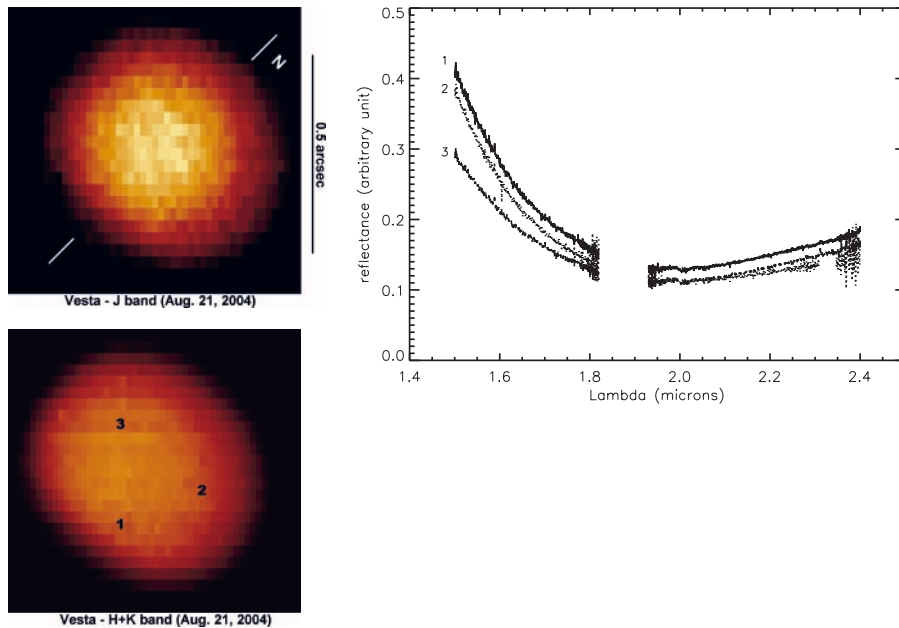 N
0.5 arcsec
Vesta - J band (Aug. 21, 2004)
3
2
1
Vesta - H+K band (Aug. 21, 2004)
0.5
0.4
0.3
0.2
0.1
0.0
reflectance (arbitrary unit)
1
2
3
1.4 1.6 1.8 2.0 2.2 2.4
Lambda (microns)